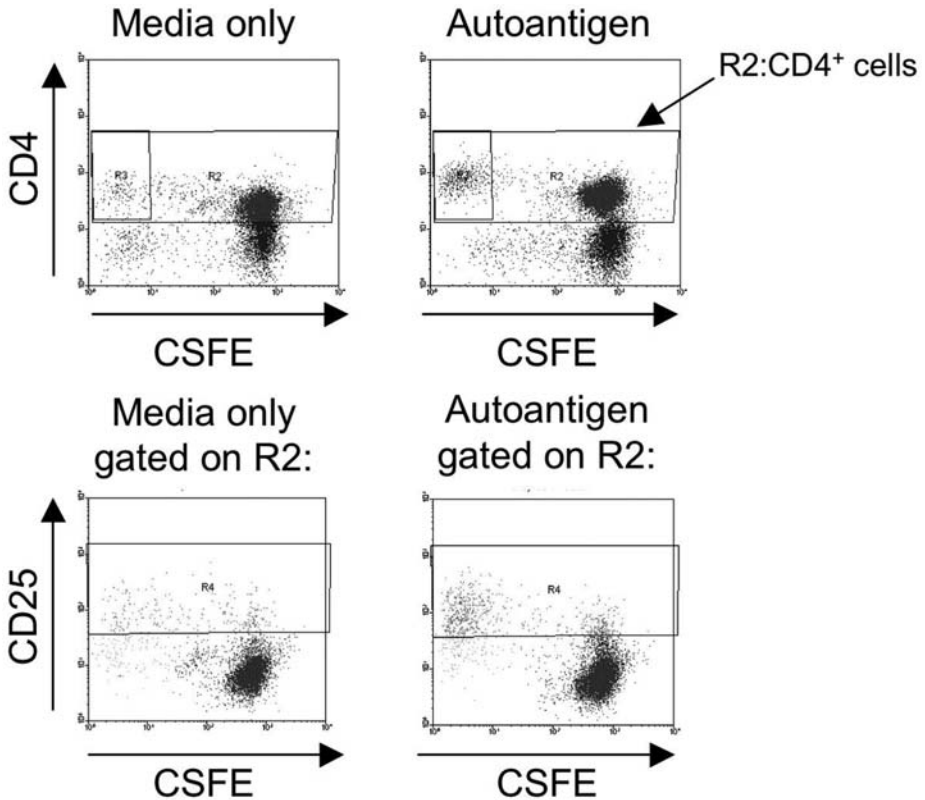 Media only
Autoantigen
R2:CD4⁺ cells
CD4
R3
R2
R2
CSFE
CSFE
Media only
gated on R2:
Autoantigen
gated on R2:
CD25
R4
R4
CSFE
CSFE